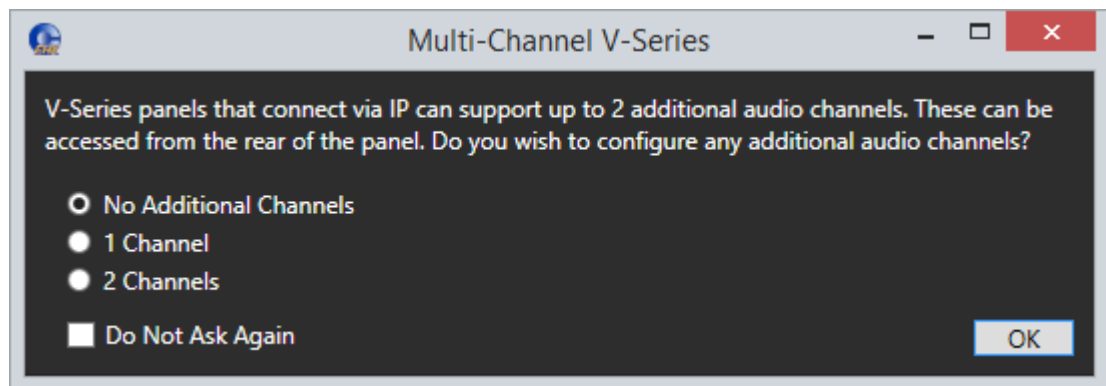 Multi-Channel V-Series
V-Series panels that connect via IP can support up to 2 additional audio channels. These can be
accessed from the rear of the panel. Do you wish to configure any additional audio channels?
No Additional Channels
1 Channel
2 Channels
Do Not Ask Again
OK